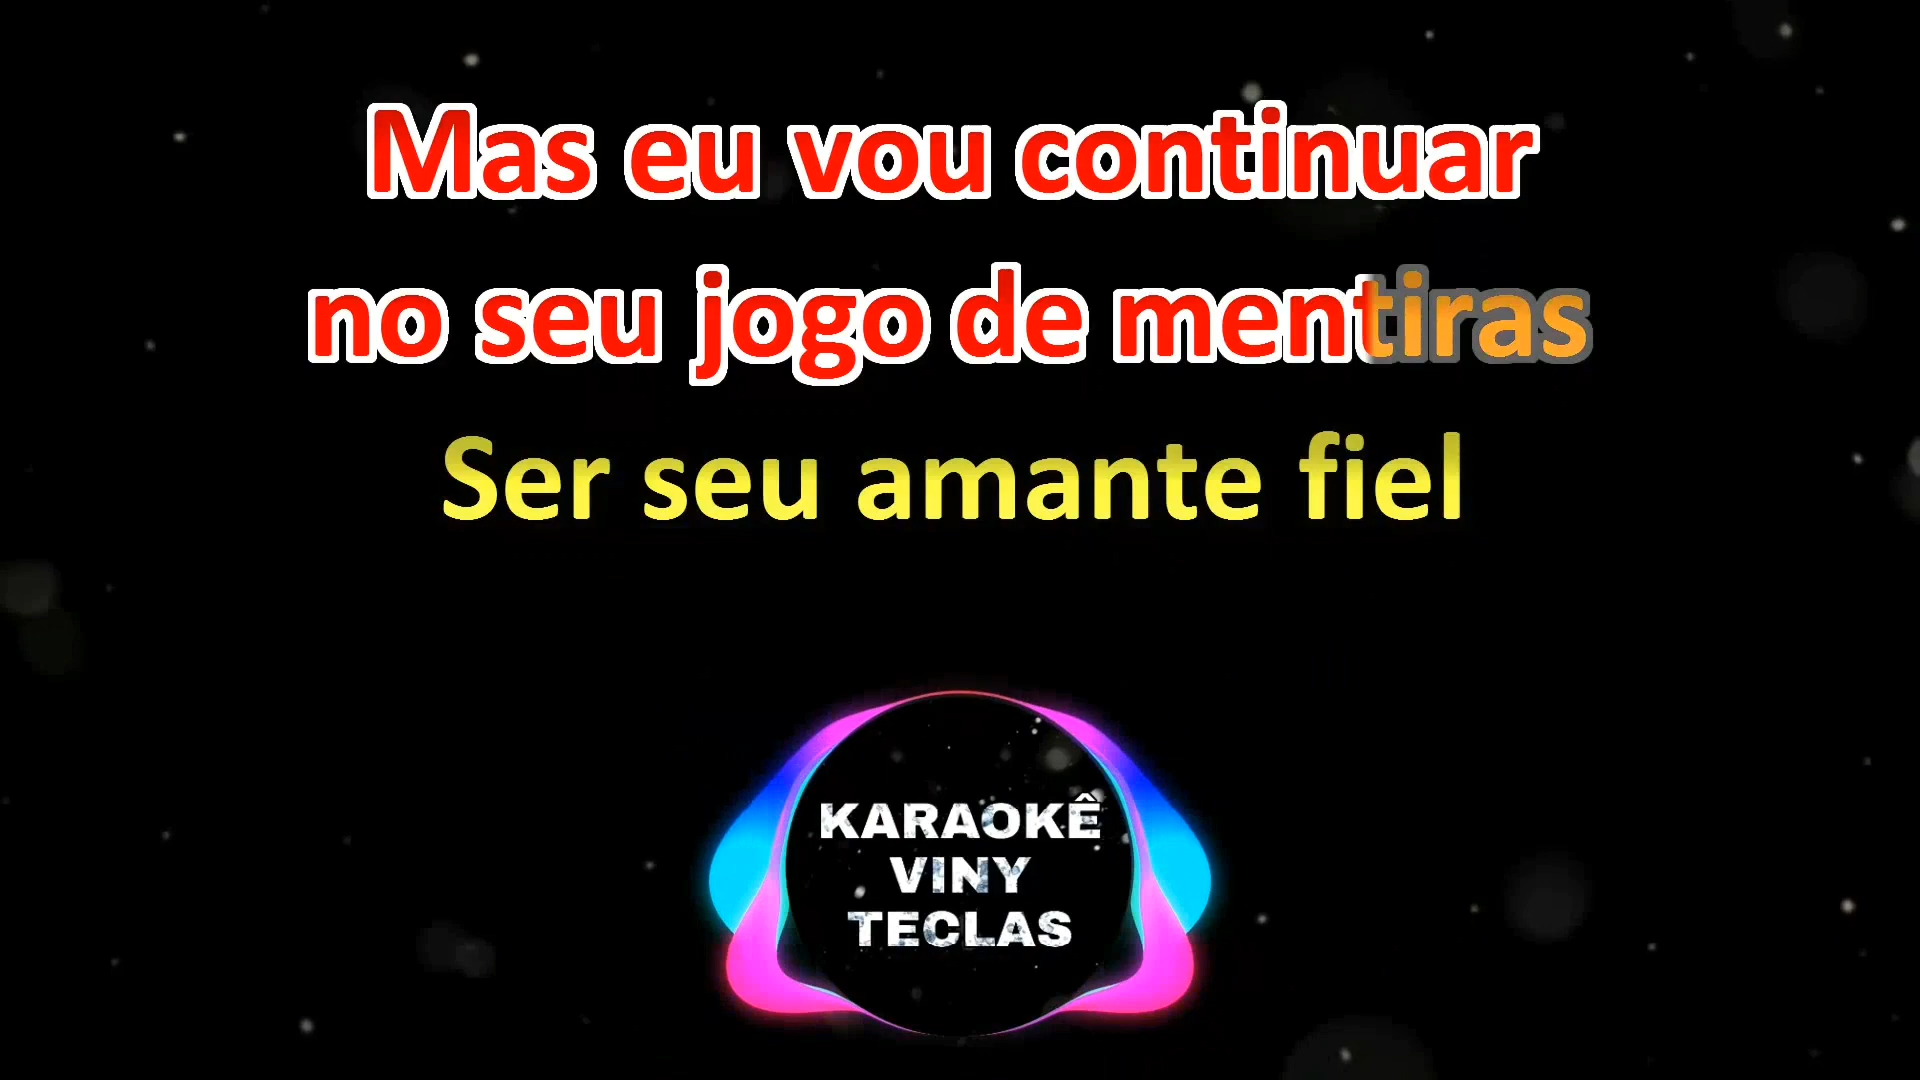 Mas eu vou continuar
no seu jogo de mentiras
Ser seu amante fiel
KARAOKÊ
VINY
TECLAS